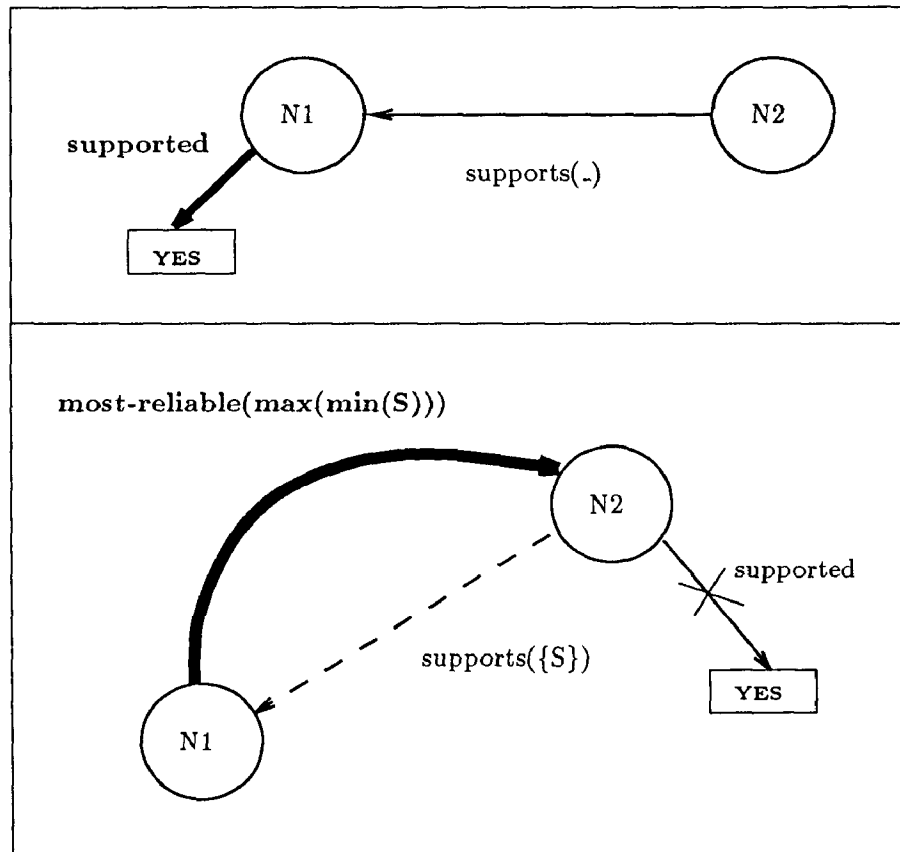 N1
N2
supported
supports(_)
YES
most-reliable(max(min(S)))
N2
supported
supports({S})
YES
N1